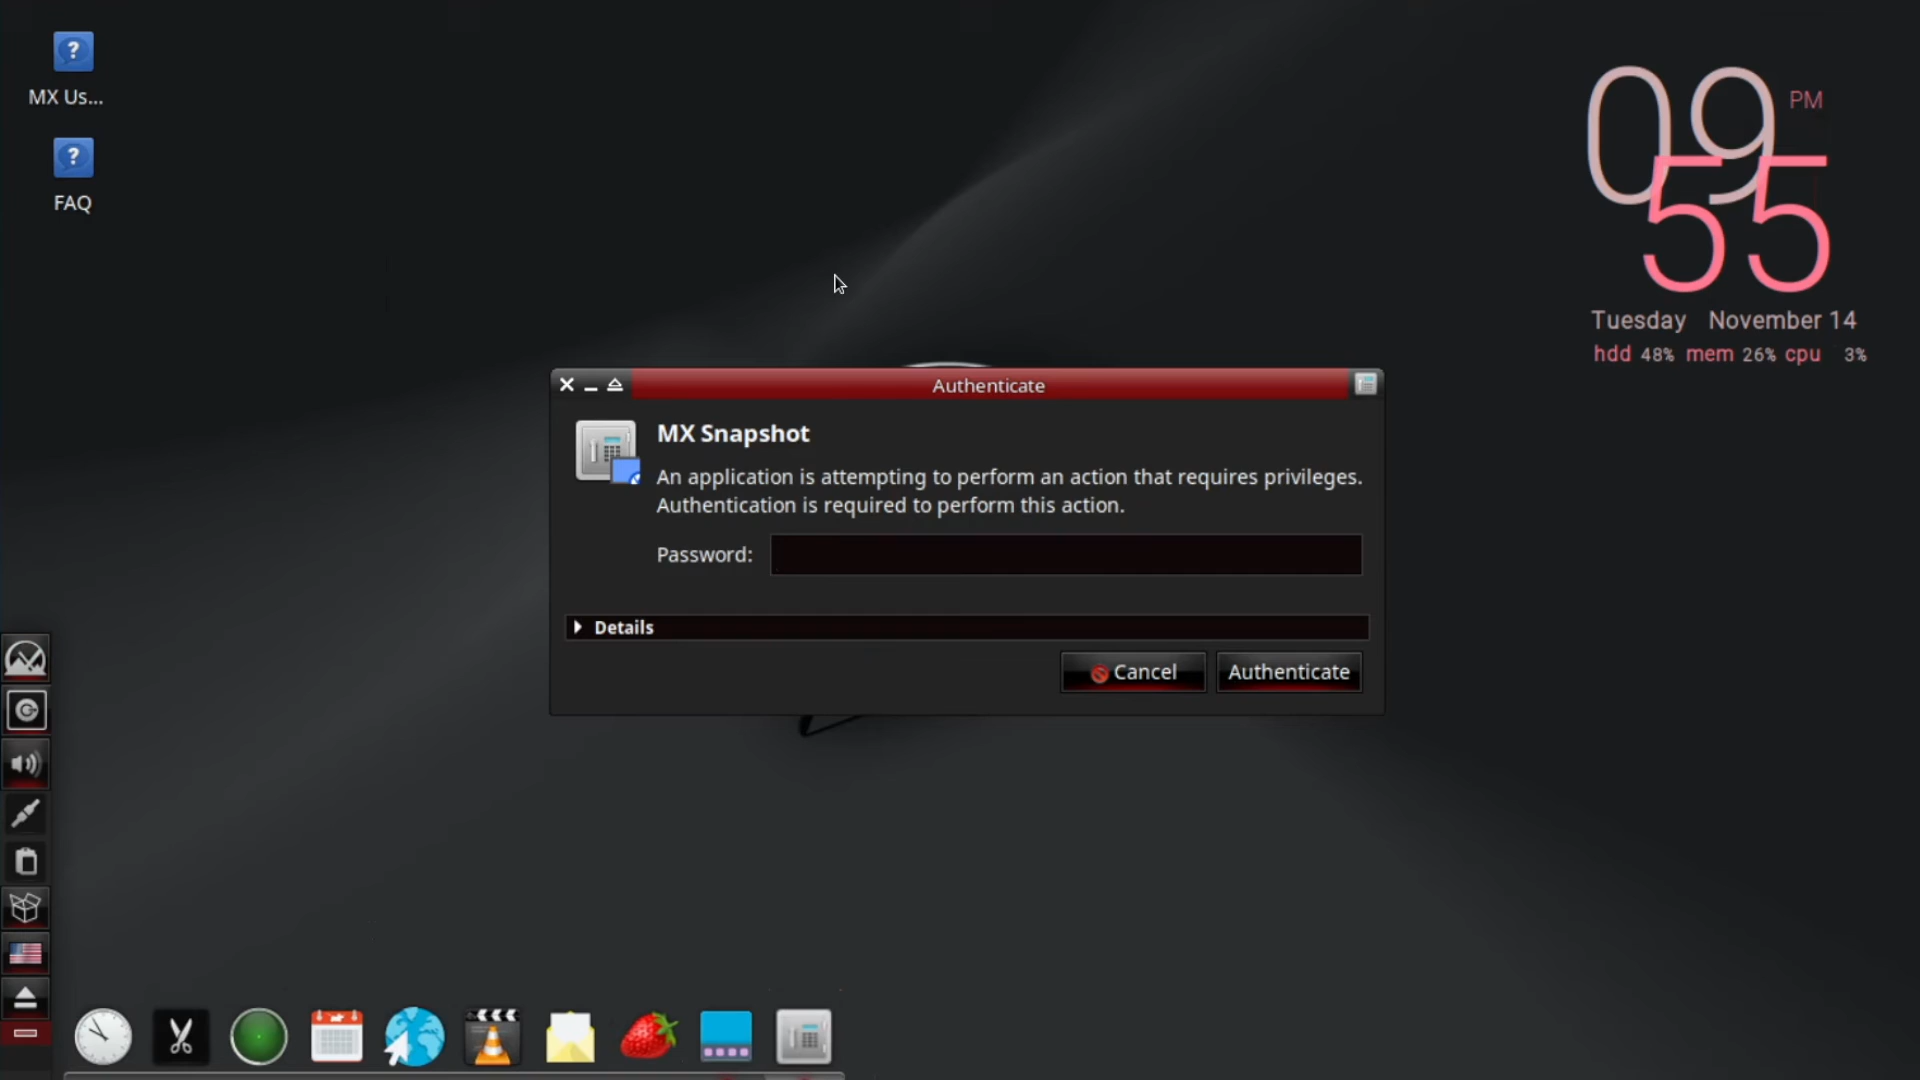 MX Us...
FAQ
09 PM
55
Tuesday November 14
hdd 48% mem 26% cpu 3%
Authenticate
MX Snapshot
An application is attempting to perform an action that requires privileges.
Authentication is required to perform this action.
Password:
Details
Cancel Authenticate